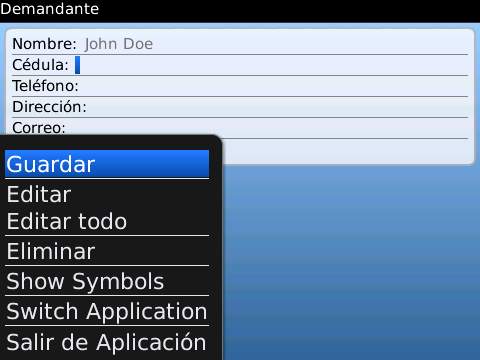 Demandante
Nombre: John Doe
Cédula:
Teléfono:
Dirección:
Correo:
Guardar
Editar
Editar todo
Eliminar
Show Symbols
Switch Application
Salir de Aplicación